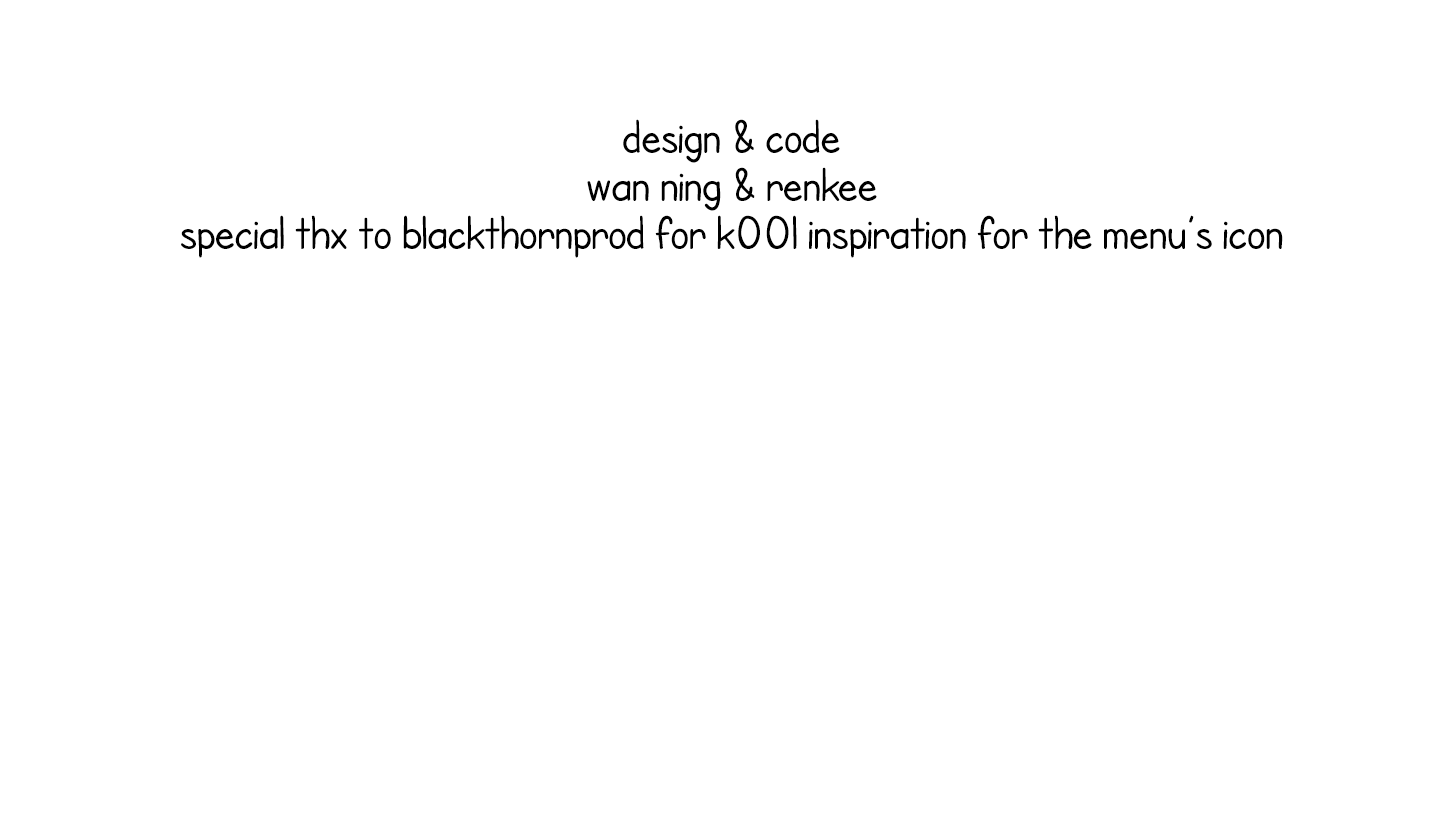 design & code
wan ning & renkee
special thx to blackthornprod for k00l inspiration for the menu's icon